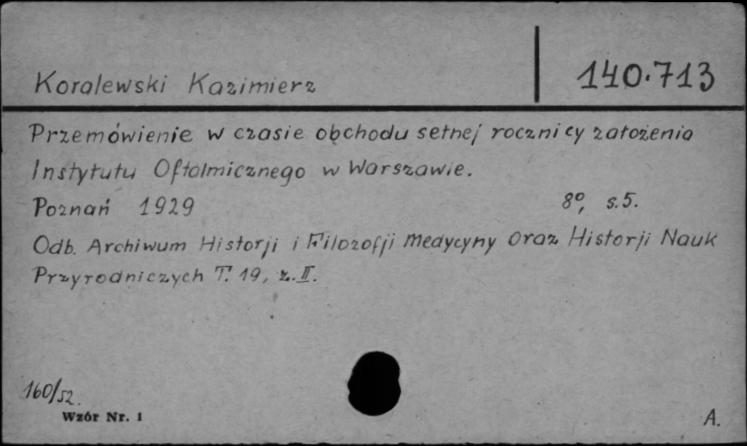 Koralewski Kazimierz
140.713
Przemówienie w czasie obchodu setnej rocznicy założenia
Instytutu Oftalmicznego w Warszawie.
Poznań 1929 8°, s.5.
Odb. Archiwum Historji i Filozofji Medycyny oraz Historji Nauk
Przyrodniczych T. 19, z. II.
160/52.
Wzór Nr. 1
A.